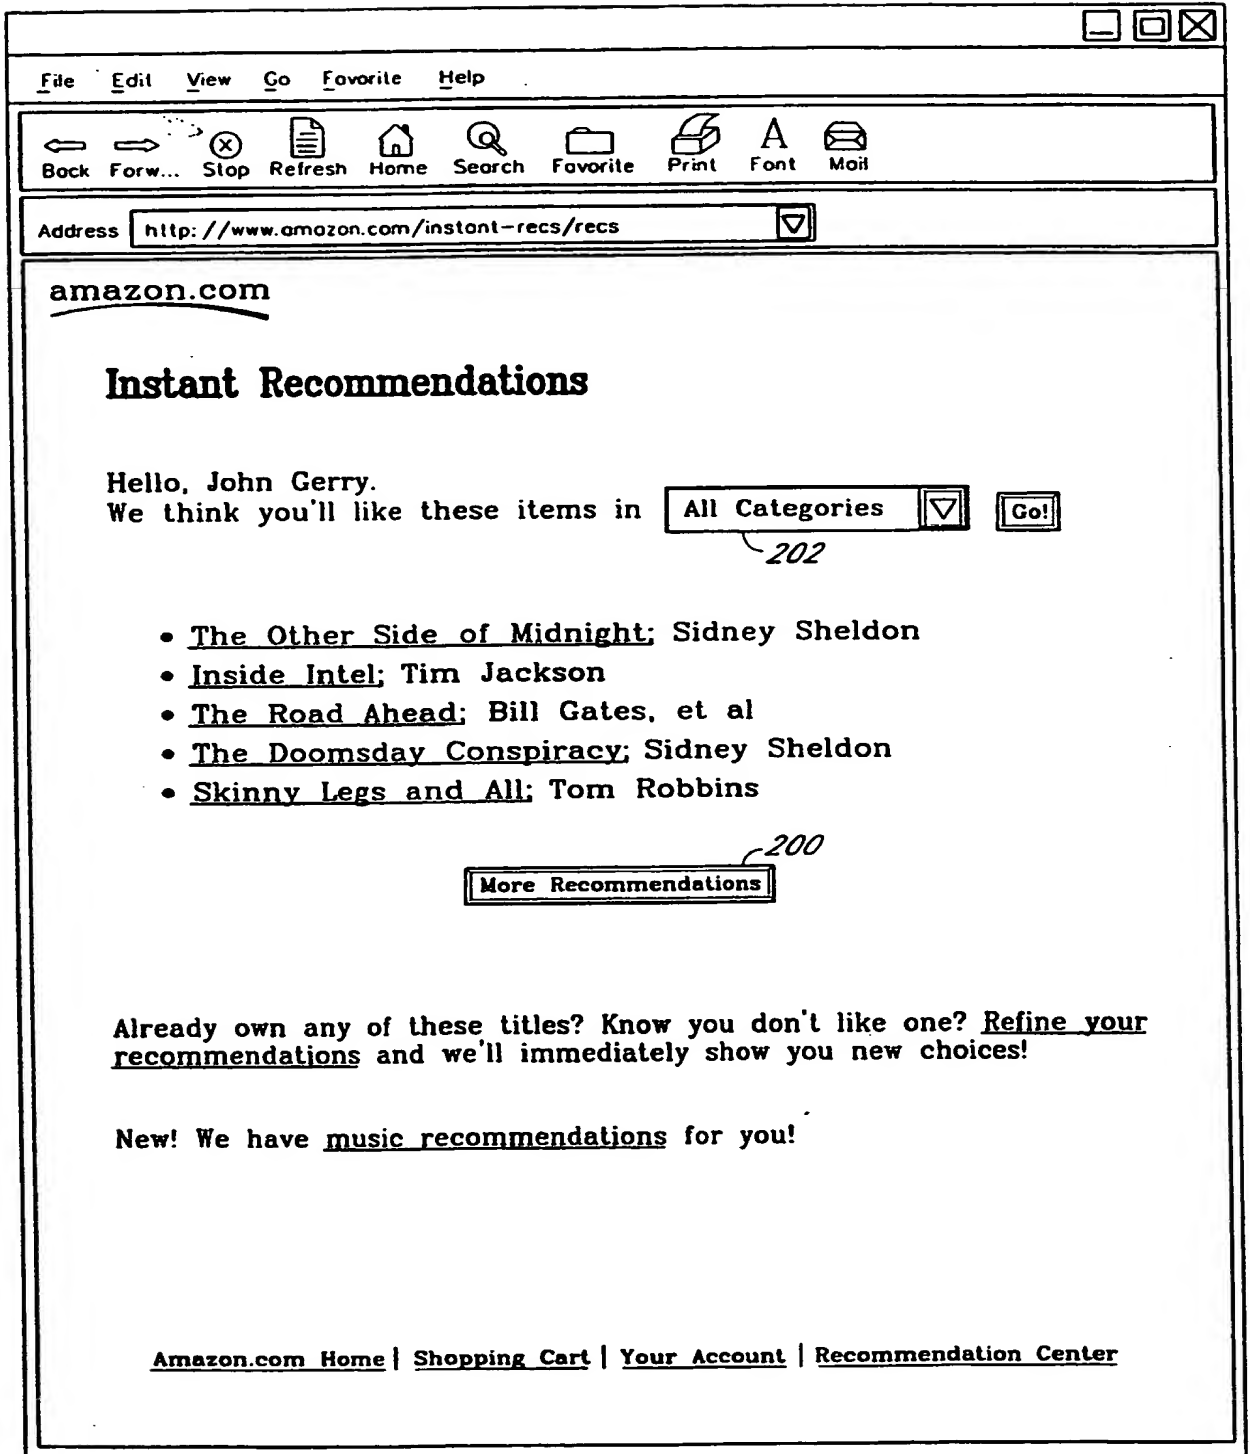 File Edit View Go Favorite Help
Back Forw... Stop Refresh Home Search Favorite Print Font Mail
A
Address http://www.amazon.com/instant-recs/recs
amazon.com
Instant Recommendations
Hello, John Gerry.
We think you'll like these items in All Categories Go!
202
• The Other Side of Midnight; Sidney Sheldon
• Inside Intel; Tim Jackson
• The Road Ahead; Bill Gates, et al
• The Doomsday Conspiracy; Sidney Sheldon
• Skinny Legs and All; Tom Robbins
200
More Recommendations
Already own any of these titles? Know you don't like one? Refine your
recommendations and we'll immediately show you new choices!
New! We have music recommendations for you!
Amazon.com Home | Shopping Cart | Your Account | Recommendation Center